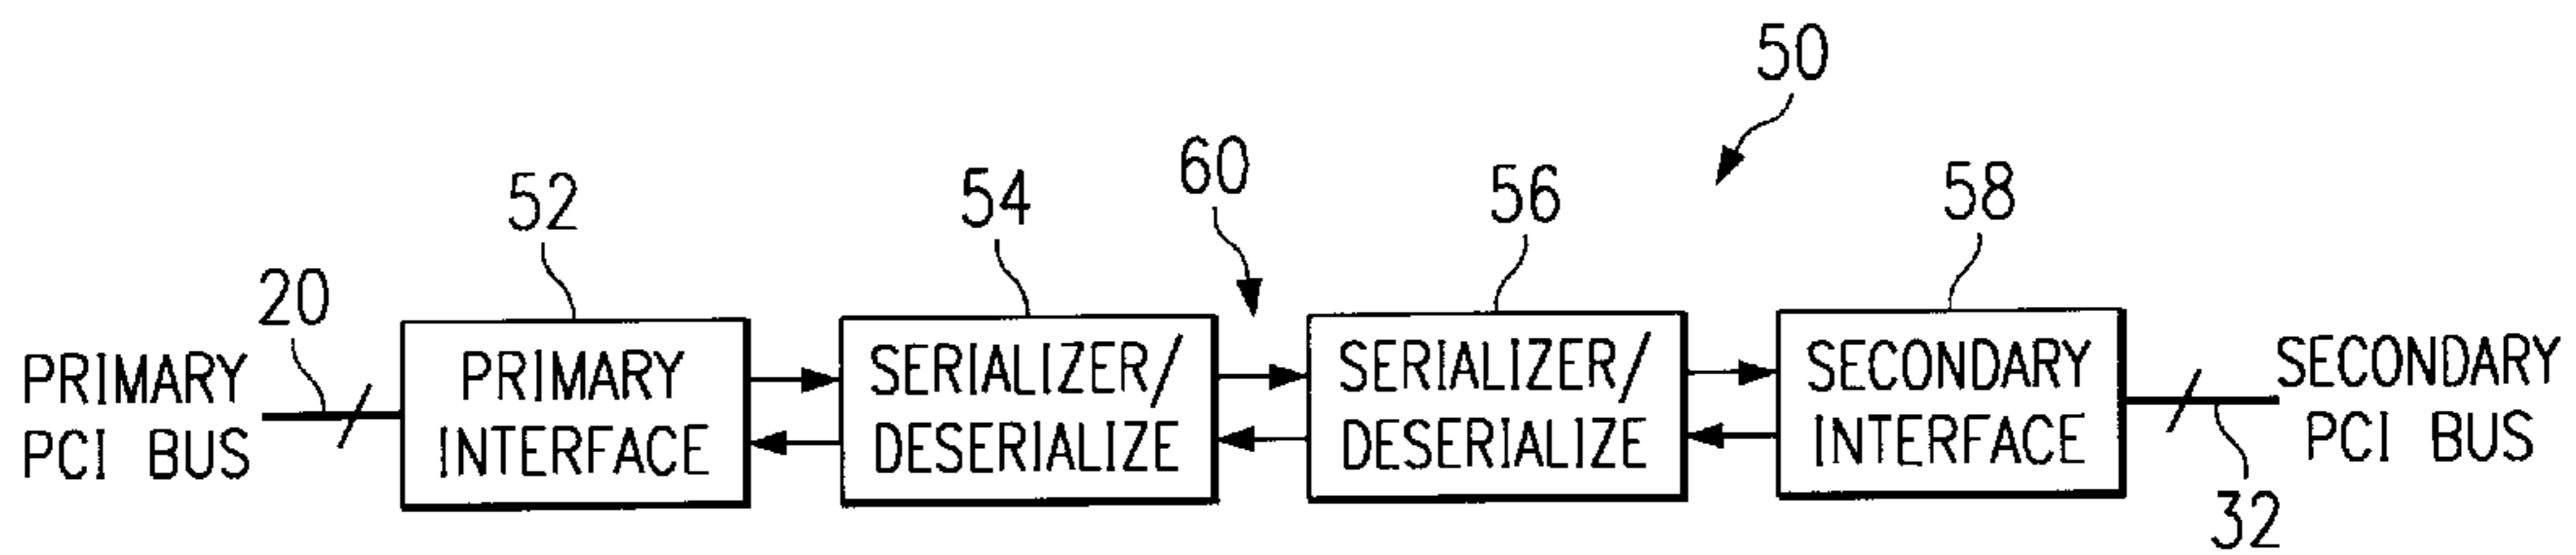 50
60
52
54
56
58
20
PRIMARY
PCI BUS
PRIMARY
INTERFACE
SERIALIZER/
DESERIALIZE
SERIALIZER/
DESERIALIZE
SECONDARY
INTERFACE
SECONDARY
PCI BUS
32